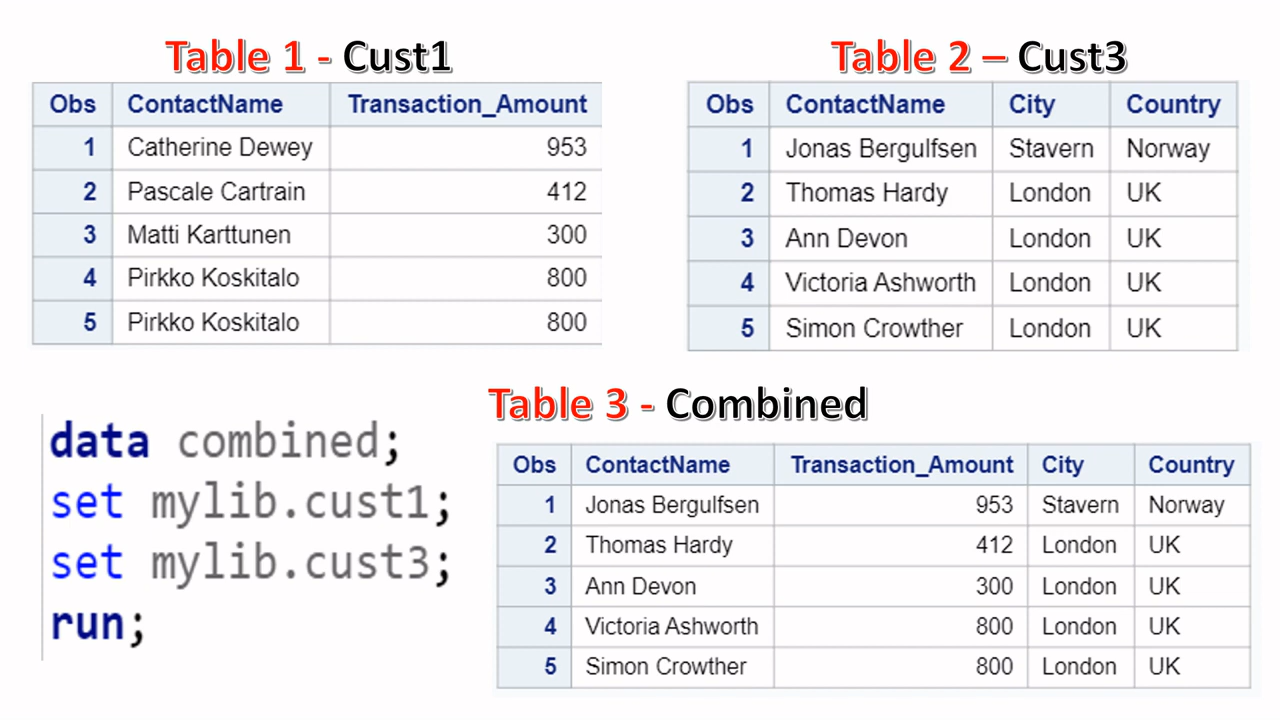 Table 1 - Cust1
Obs ContactName Transaction_Amount
1 Catherine Dewey 953
2 Pascale Cartrain 412
3 Matti Karttunen 300
4 Pirkko Koskitalo 800
5 Pirkko Koskitalo 800
Table 2 – Cust3
Obs ContactName City Country
1 Jonas Bergulfsen Stavern Norway
2 Thomas Hardy London UK
3 Ann Devon London UK
4 Victoria Ashworth London UK
5 Simon Crowther London UK
data combined;
set mylib.cust1;
set mylib.cust3;
run;
Table 3 - Combined
Obs ContactName Transaction_Amount City Country
1 Jonas Bergulfsen 953 Stavern Norway
2 Thomas Hardy 412 London UK
3 Ann Devon 300 London UK
4 Victoria Ashworth 800 London UK
5 Simon Crowther 800 London UK